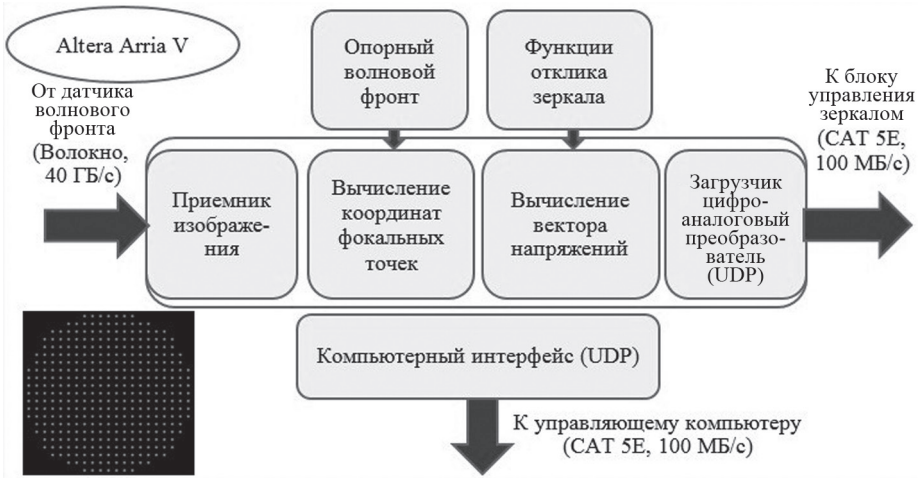 Altera Arria V
Опорный
волновой
фронт
Функции
отклика
зеркала
От датчика
волнового
фронта
(Волокно,
40 ГБ/с)
К блоку
управления
зеркалом
(CAT 5E,
100 МБ/с)
Приемник
изображе-
ния
Вычисление
координат
фокальных
точек
Вычисление
вектора
напряжений
Загрузчик
цифро-
аналоговый
преобразо-
ватель
(UDP)
Компьютерный интерфейс (UDP)
К управляющему компьютеру
(CAT 5E, 100 МБ/с)